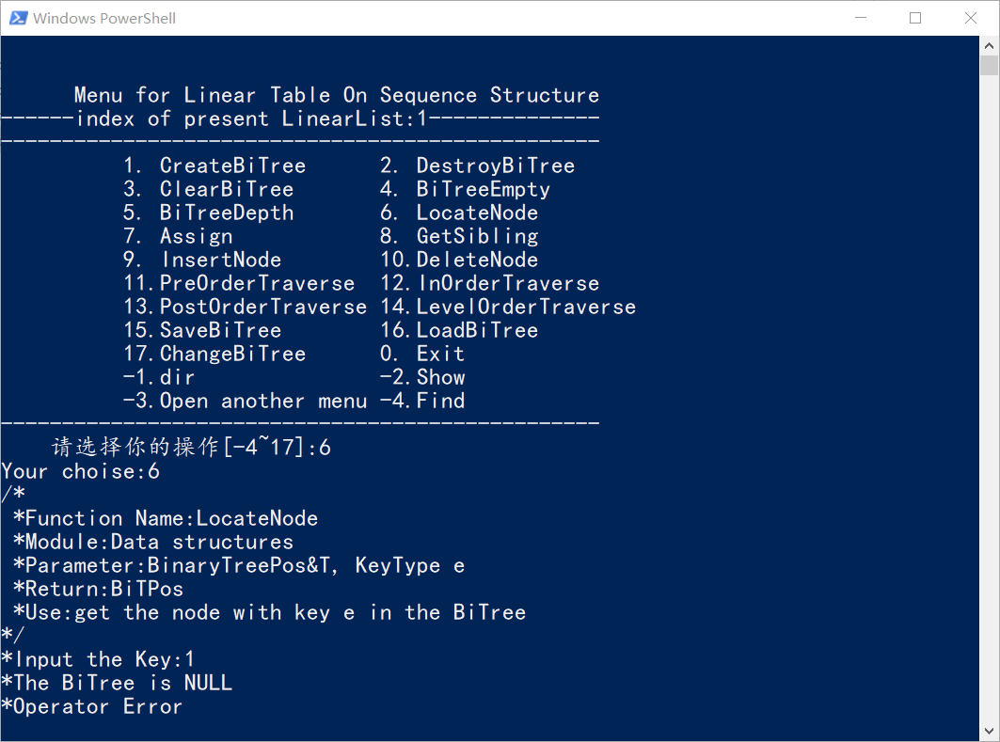 Windows PowerShell
Menu for Linear Table On Sequence Structure
------index of present LinearList:1--------------
-------------------------------------------------
1. CreateBiTree 2. DestroyBiTree
3. ClearBiTree 4. BiTreeEmpty
5. BiTreeDepth 6. LocateNode
7. Assign 8. GetSibling
9. InsertNode 10.DeleteNode
11.PreOrderTraverse 12.InOrderTraverse
13.PostOrderTraverse 14.LevelOrderTraverse
15.SaveBiTree 16.LoadBiTree
17.ChangeBiTree 0. Exit
-1.dir -2.Show
-3.Open another menu -4.Find
-------------------------------------------------
请选择你的操作[-4~17]:6
Your choise:6
/*
*Function Name:LocateNode
*Module:Data structures
*Parameter:BinaryTreePos&T, KeyType e
*Return:BiTPos
*Use:get the node with key e in the BiTree
*/
*Input the Key:1
*The BiTree is NULL
*Operator Error